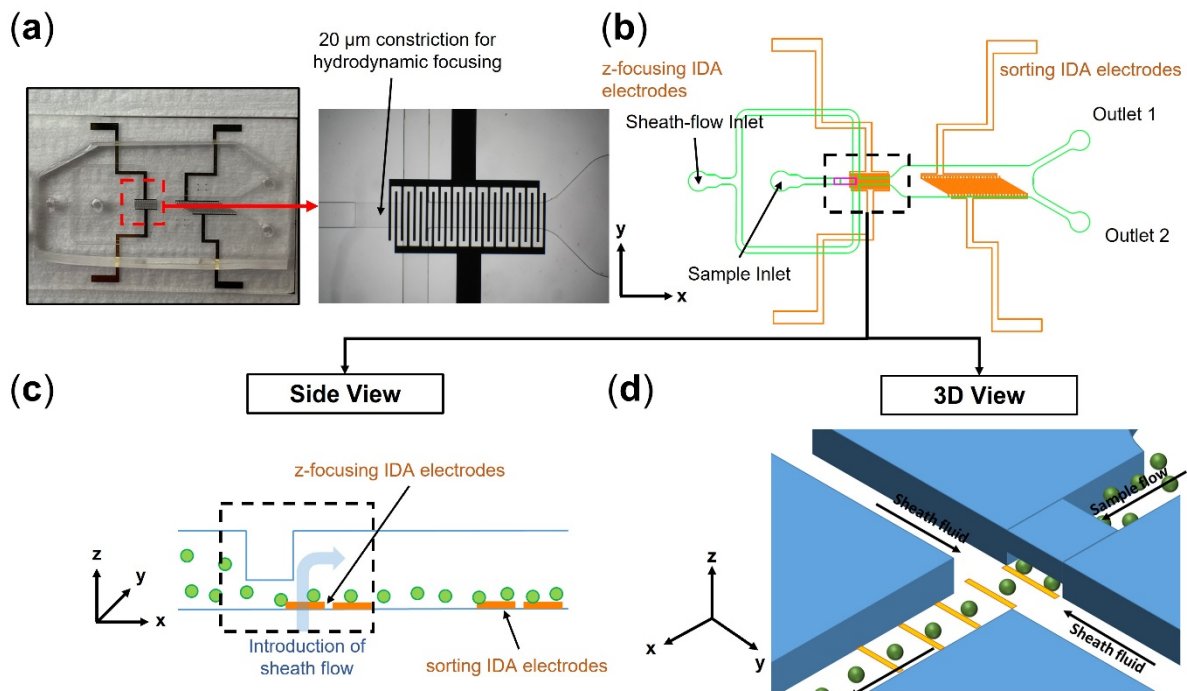 (a)
20 µm constriction for
hydrodynamic focusing
(b)
z-focusing IDA
electrodes
sorting IDA electrodes
Sheath-flow Inlet
Outlet 1
Sample Inlet
Outlet 2
y
x
(c)
Side View
(d)
3D View
z-focusing IDA electrodes
z
y
x
Introduction of
sheath flow
sorting IDA electrodes
Sheath fluid
Sample flow
z
x
y
Sheath fluid